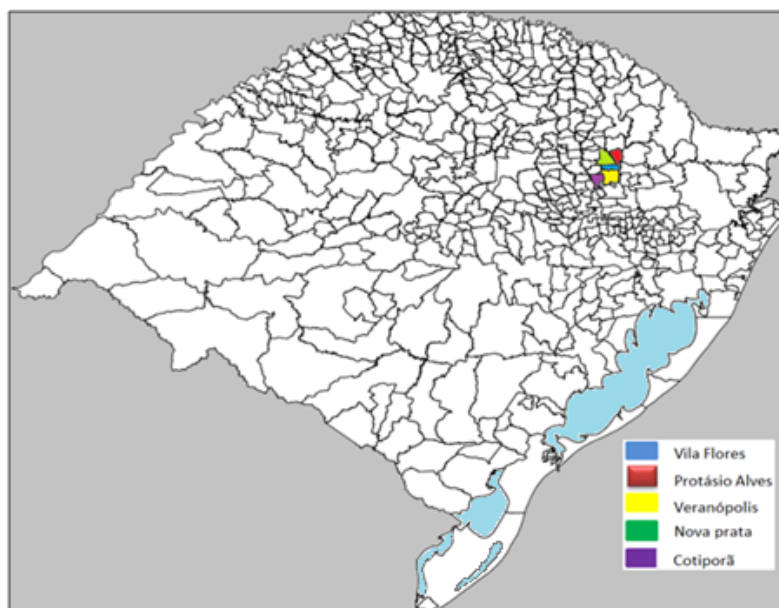 Vila Flores
Protásio Alves
Veranópolis
Nova prata
Cotiporã